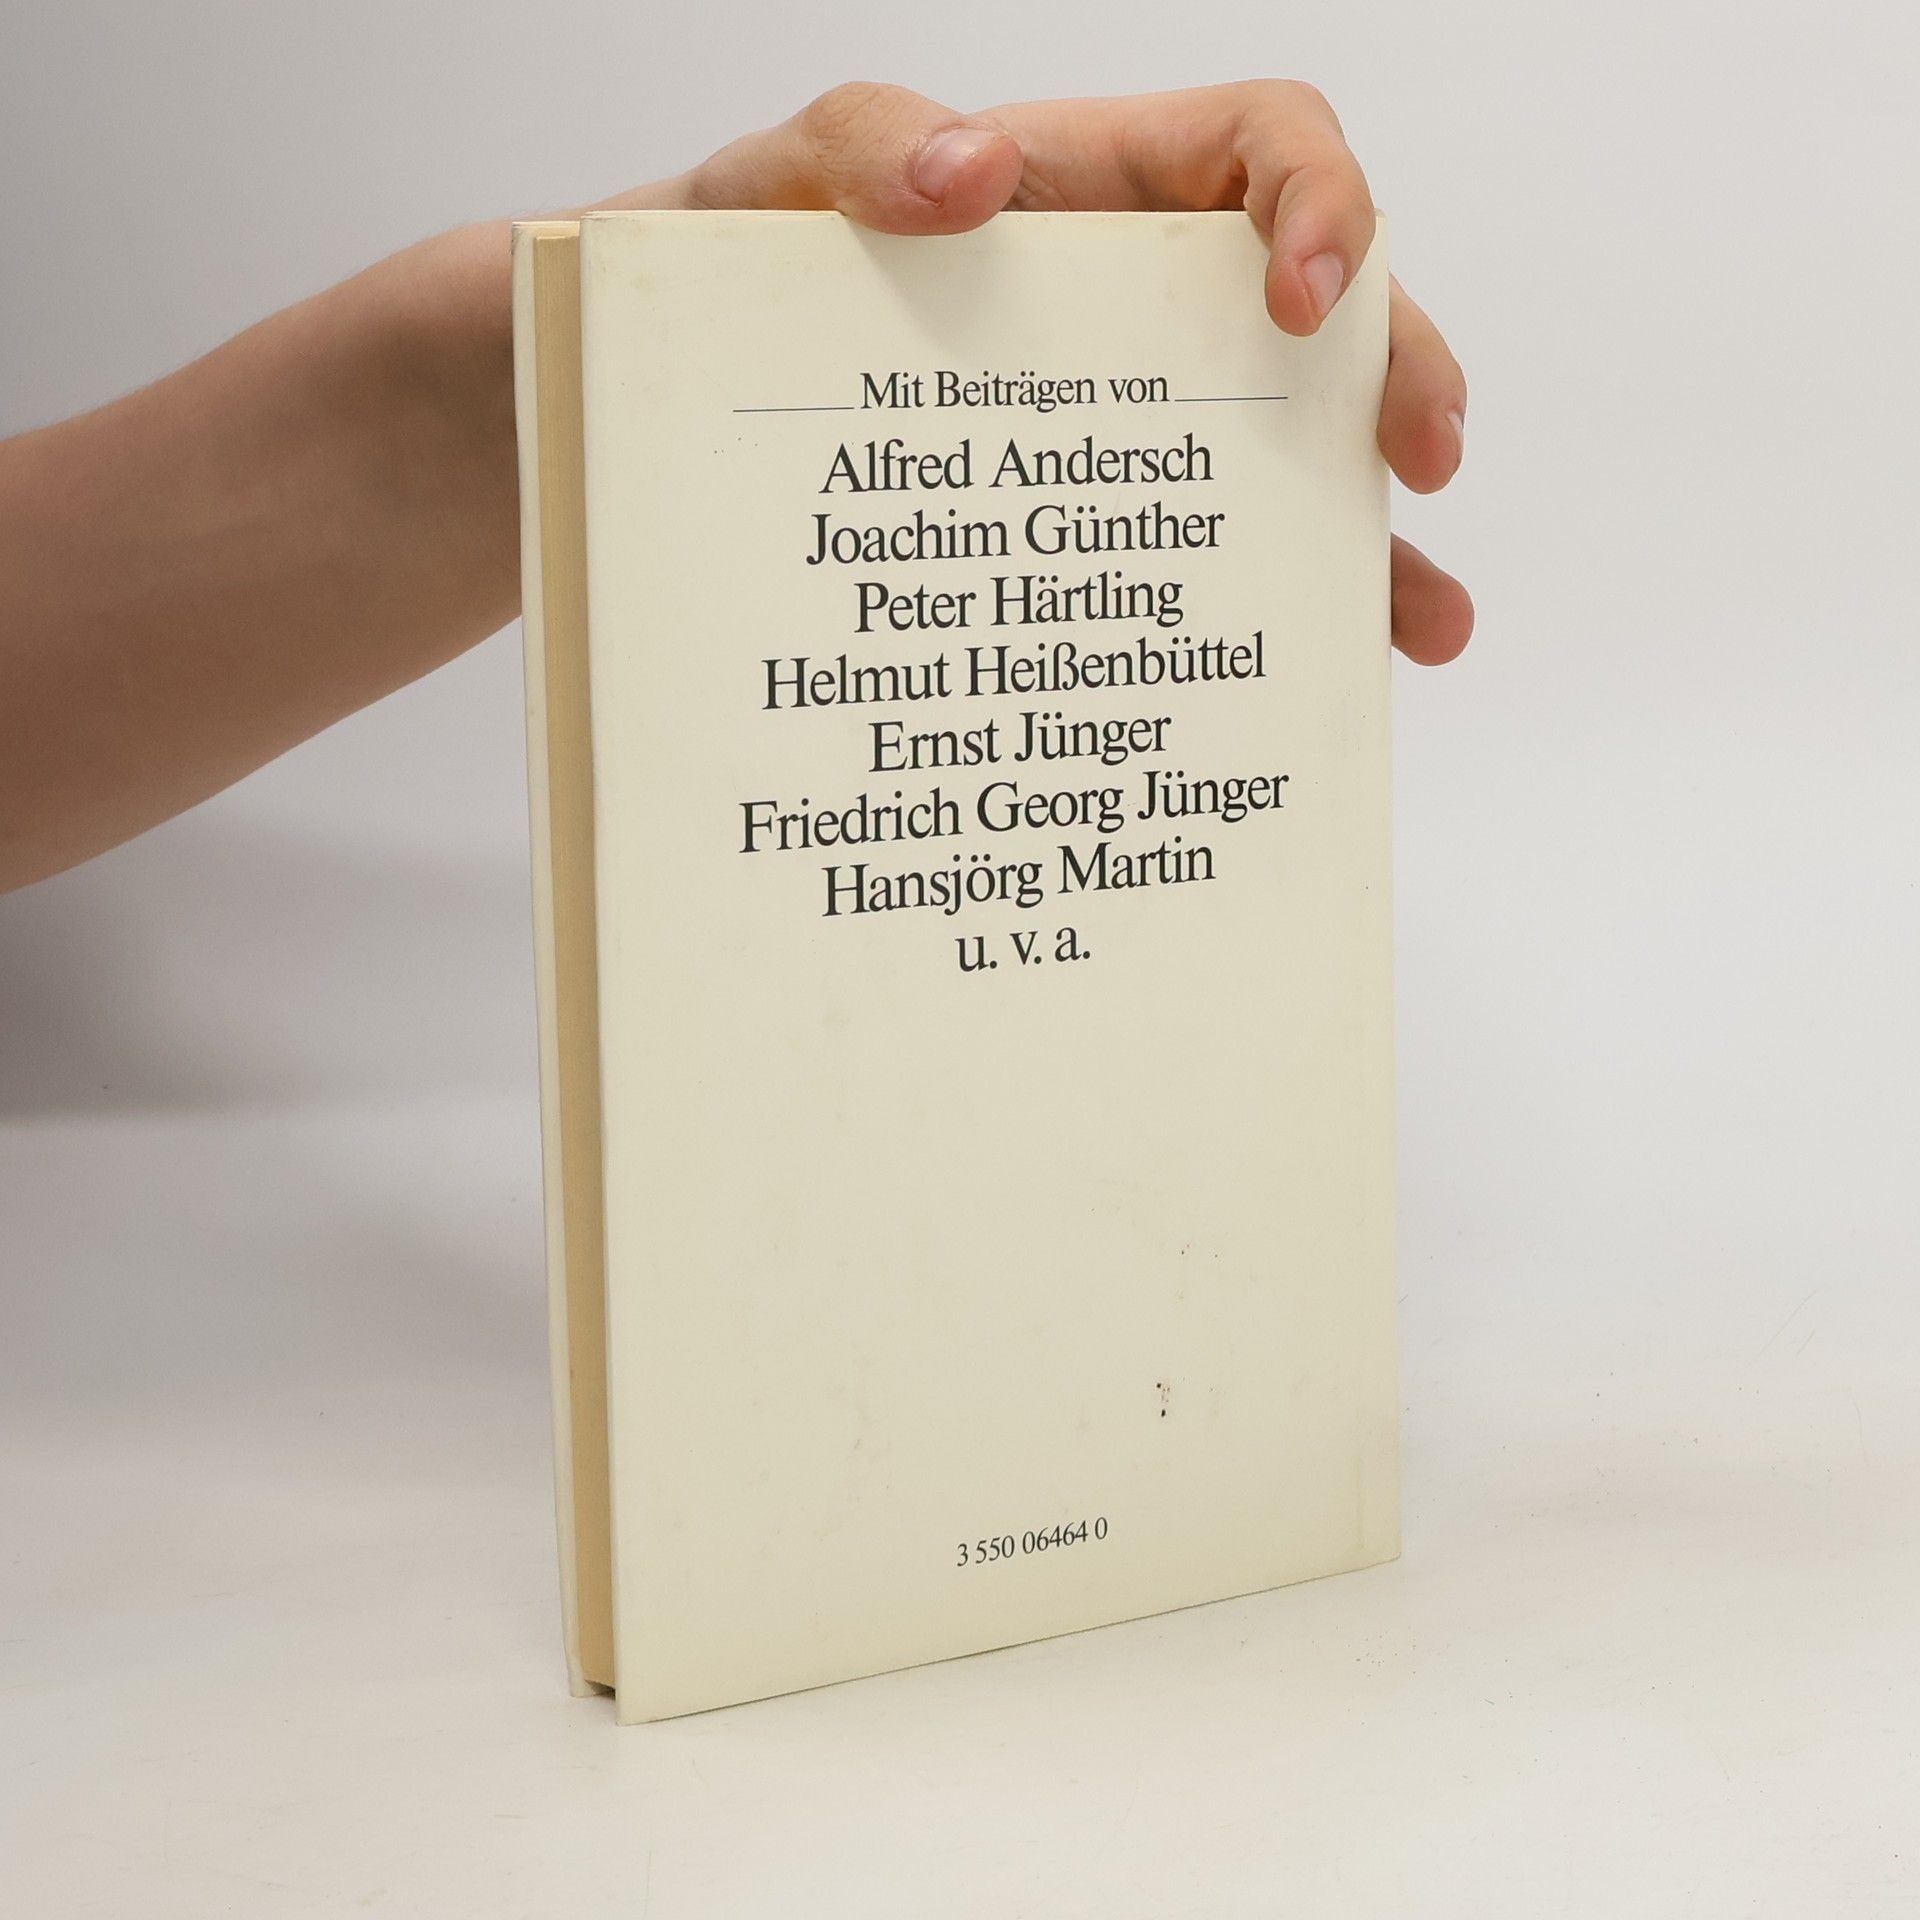 Mit Beiträgen von
Alfred Andersch
Joachim Günther
Peter Härtling
Helmut Heißenbüttel
Ernst Jünger
Friedrich Georg Jünger
Hansjörg Martin
u. v. a.
3 550 06464 0